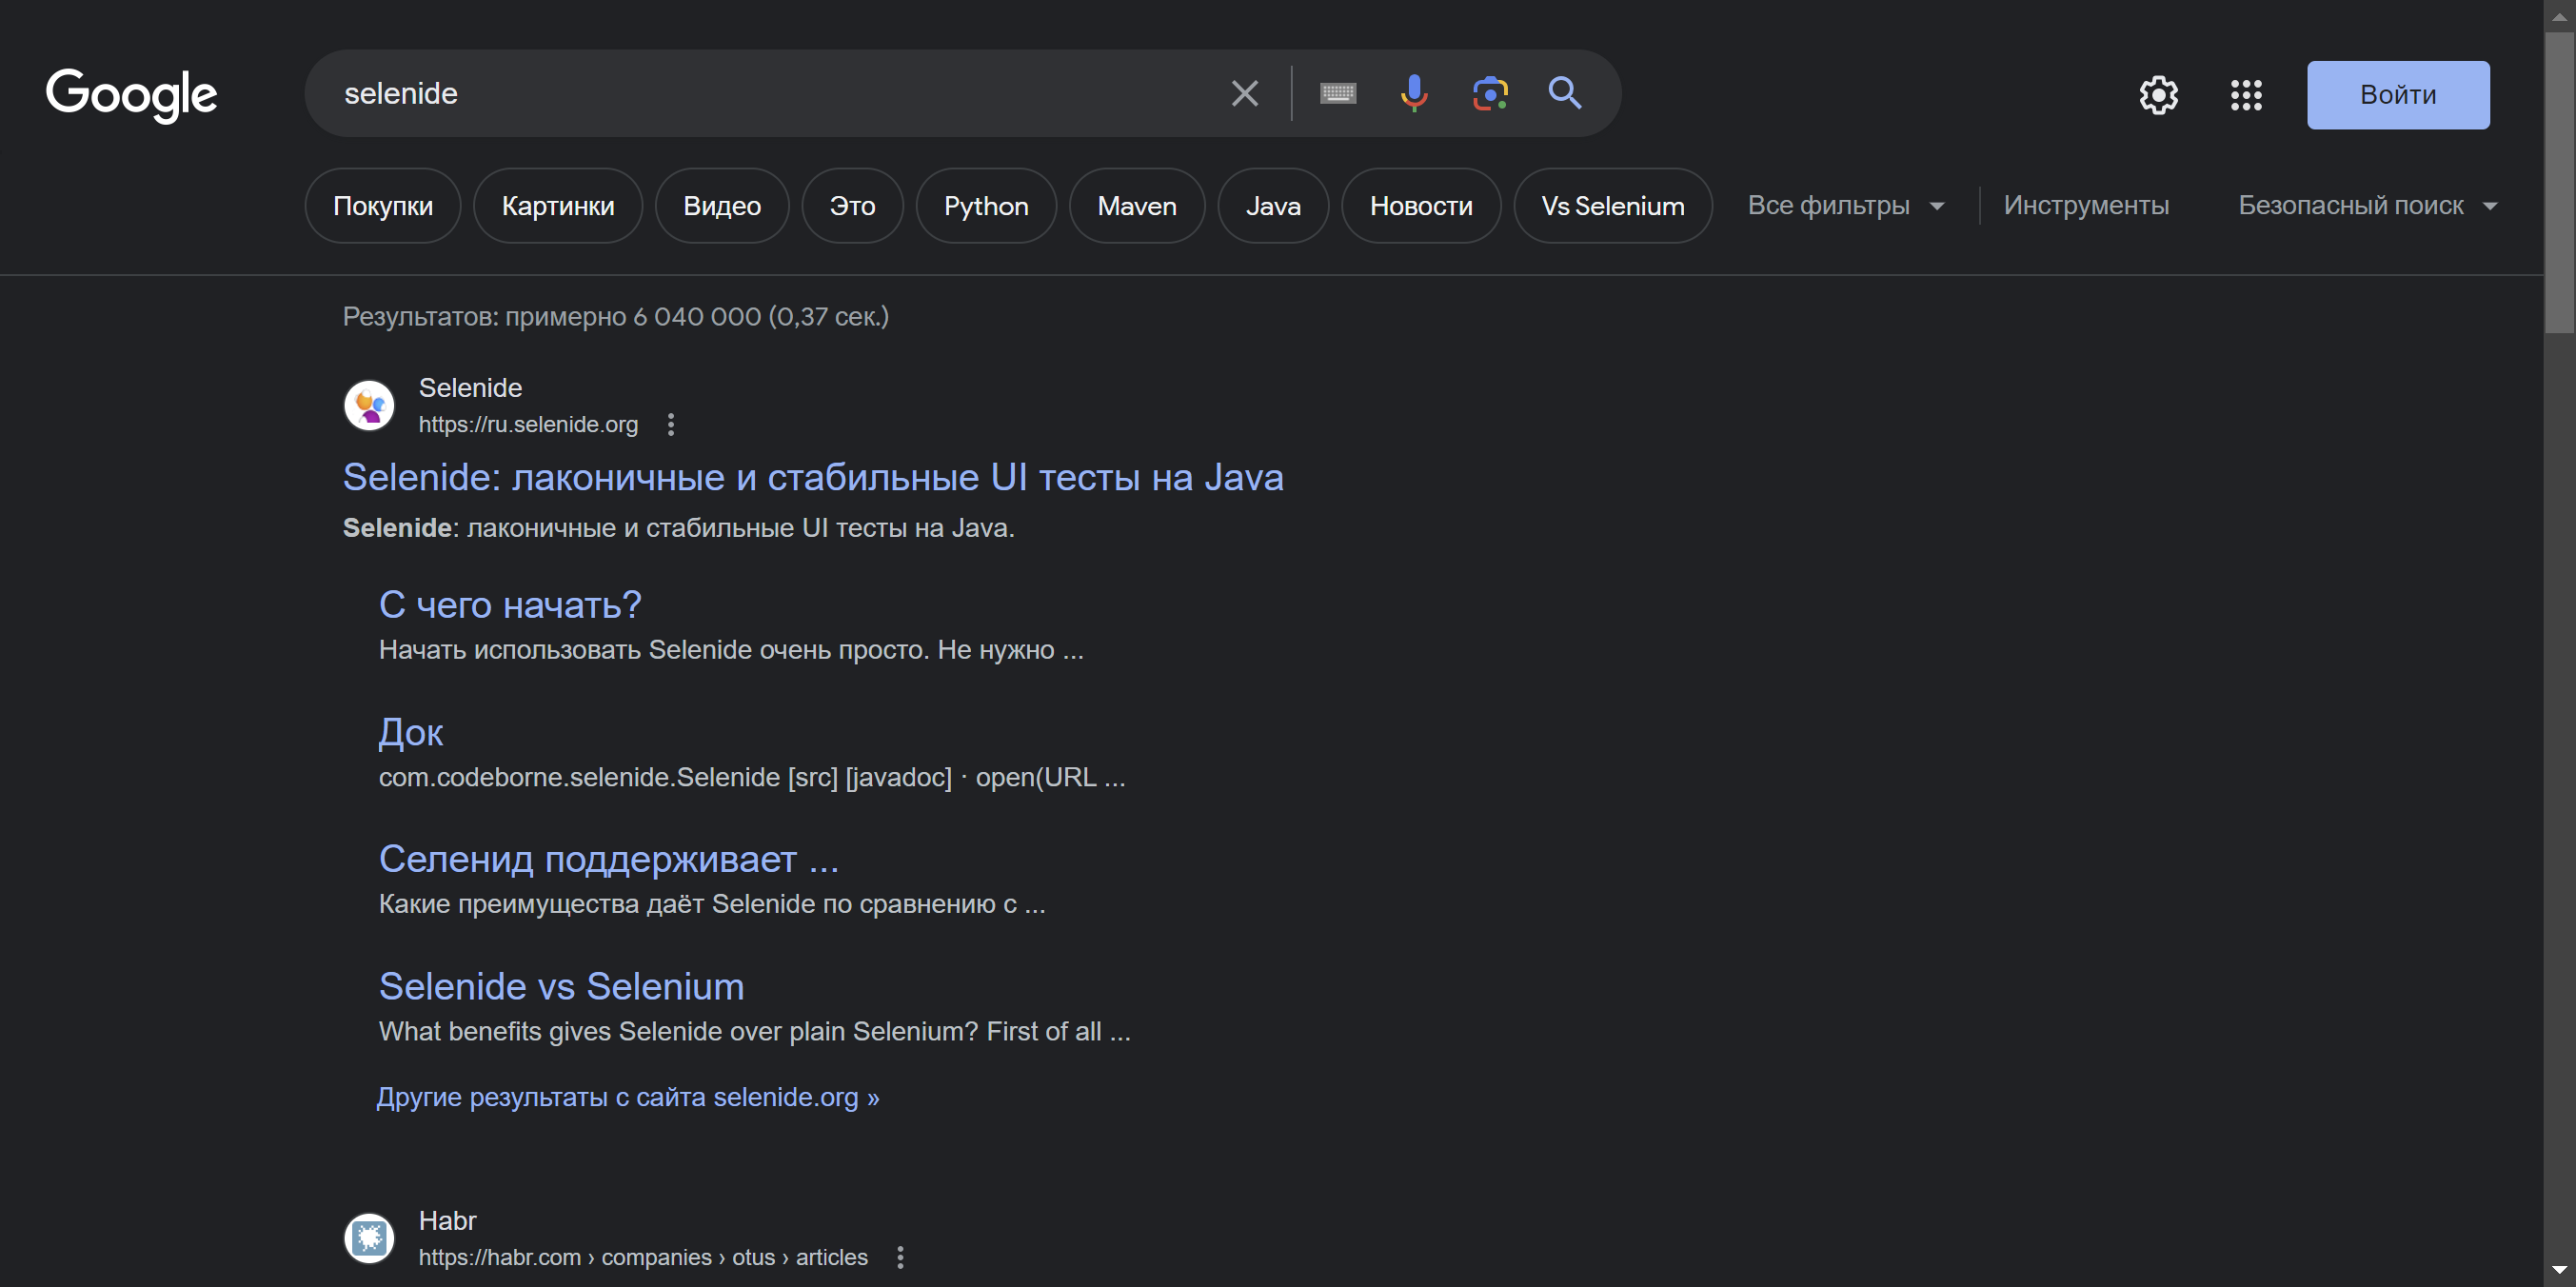 Google
selenide
Войти
Покупки Картинки Видео Это Python Maven Java Новости Vs Selenium Все фильтры Инструменты Безопасный поиск
Результатов: примерно 6 040 000 (0,37 сек.)
Selenide
https://ru.selenide.org
Selenide: лаконичные и стабильные UI тесты на Java
Selenide: лаконичные и стабильные UI тесты на Java.
С чего начать?
Начать использовать Selenide очень просто. Не нужно ...
Док
com.codeborne.selenide.Selenide [src] [javadoc] · open(URL ...
Селенид поддерживает ...
Какие преимущества даёт Selenide по сравнению с ...
Selenide vs Selenium
What benefits gives Selenide over plain Selenium? First of all ...
Другие результаты с сайта selenide.org »
Habr
https://habr.com › companies › otus › articles